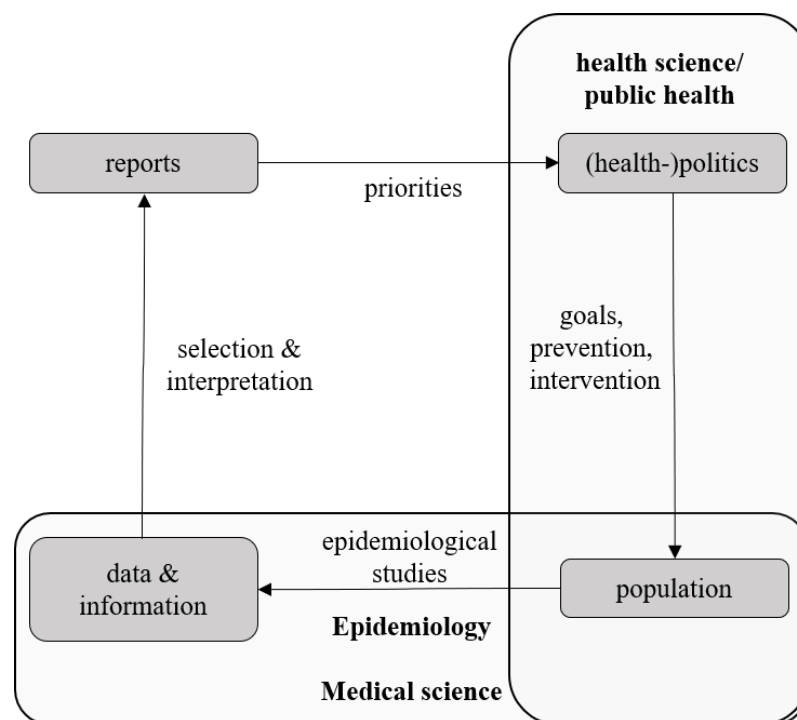 health science/
public health
reports
(health-)politics
priorities
selection &
interpretation
goals,
prevention,
intervention
data &
information
epidemiological
studies
population
Epidemiology
Medical science